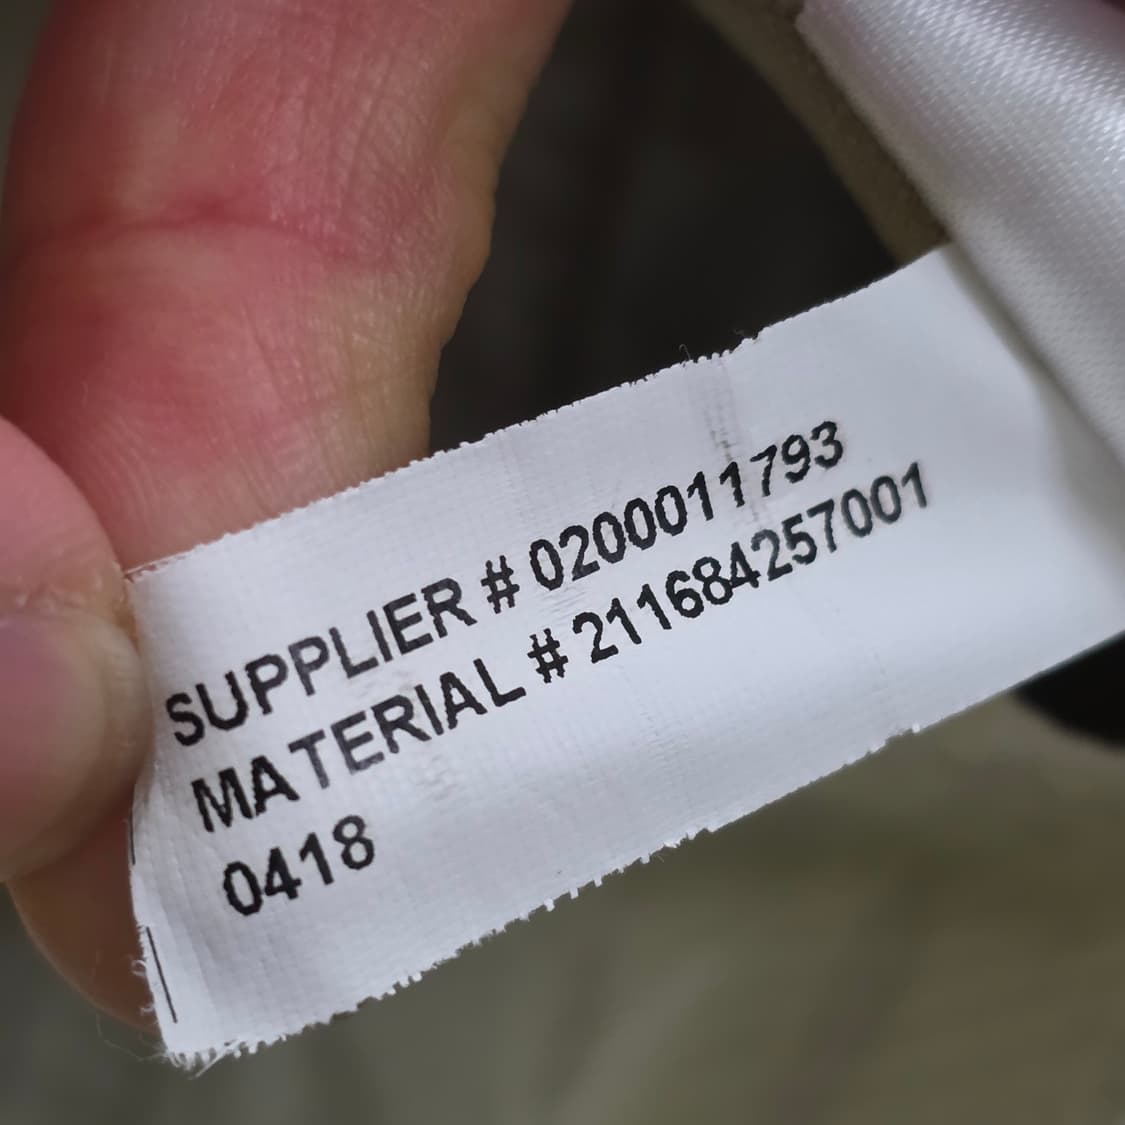 SUPPLIER # 0200011793
MATERIAL # 211684257001
0418